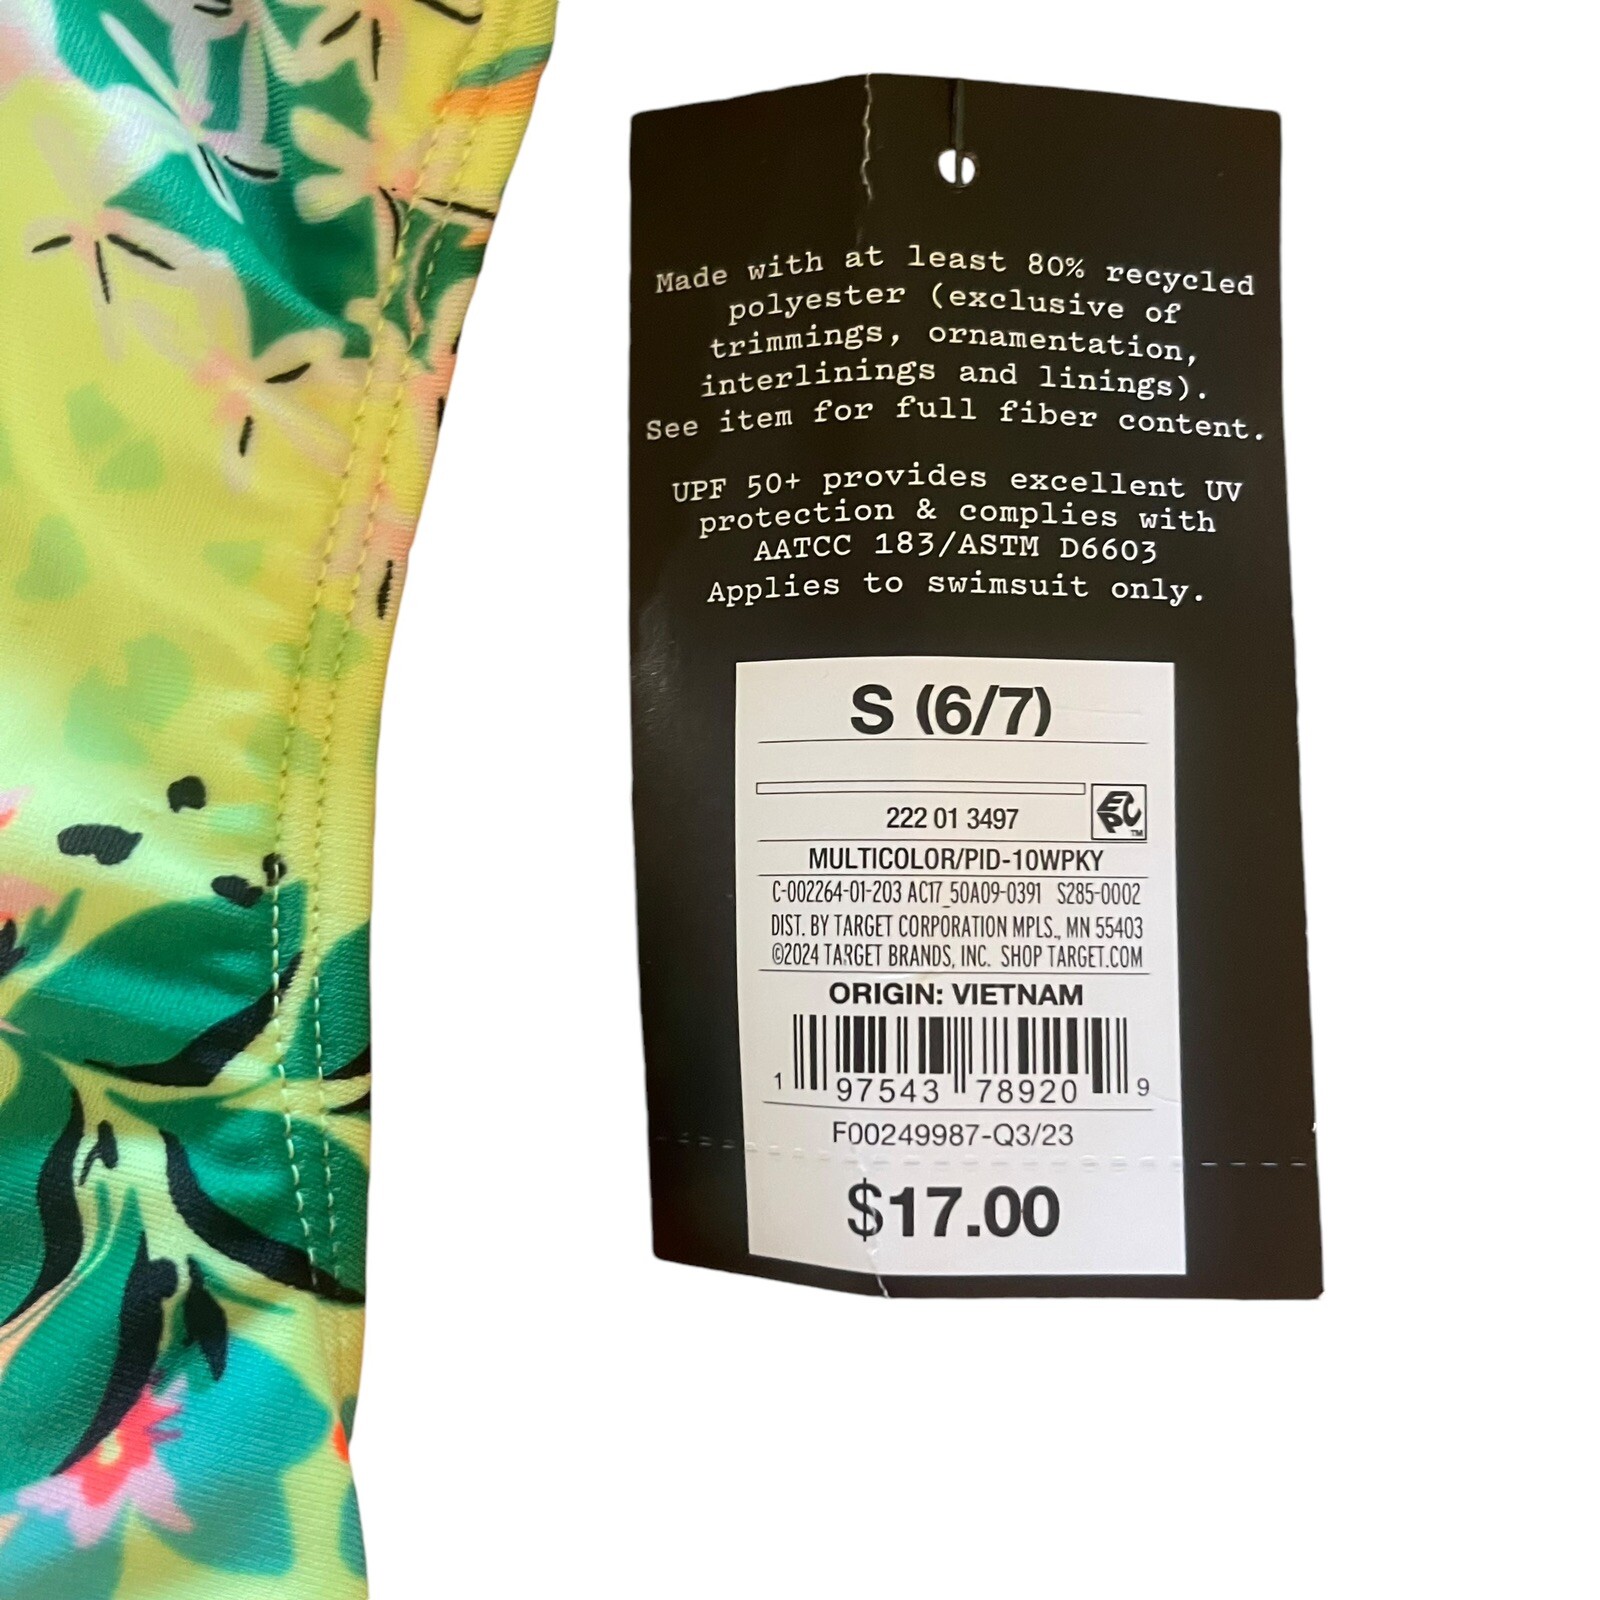 Made with at least 80% recycled
polyester (exclusive of
trimmings, ornamentation,
interlinings and linings).
See item for full fiber content.
UPF 50+ provides excellent UV
protection & complies with
AATCC 183/ASTM D6603
Applies to swimsuit only.
S (6/7)
222 01 3497
EPC TM
MULTICOLOR/PID-10WPKY
C-002264-01-203 AC17_50A09-0391 S285-0002
DIST. BY TARGET CORPORATION MPLS., MN 55403
©2024 TARGET BRANDS, INC. SHOP TARGET.COM
ORIGIN: VIETNAM
1 97543 78920 9
F00249987-Q3/23
$17.00